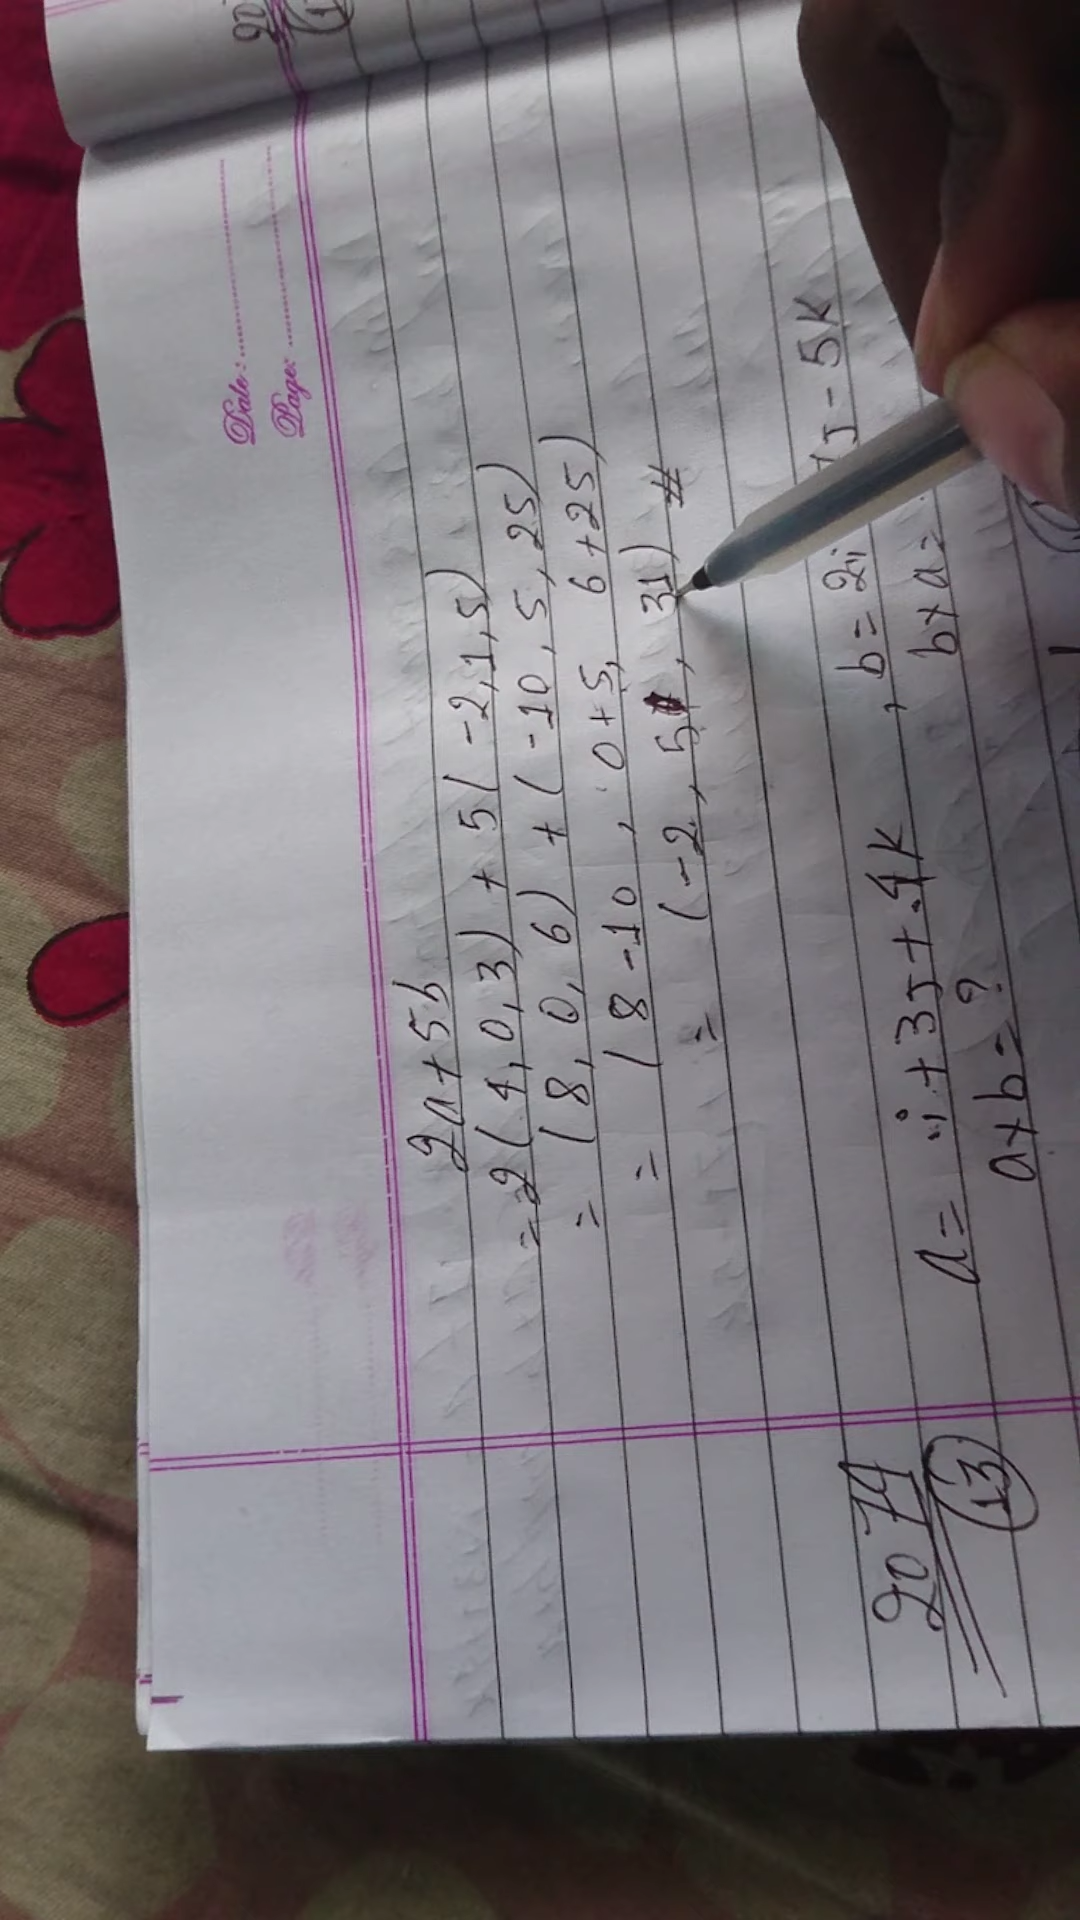 Date:
Page:
2a+5b
=2(4,0,3) + 5(-2,1,5)
= (8,0,6) + (-10,5,25)
= (8-10, 0+5, 6+25)
= (-2,5,31) #
2074
(13)
a= i+3j+4k, b=2i j-5k
a×b=? b×a=